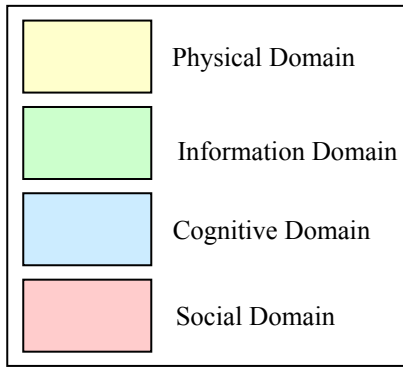 Physical Domain
Information Domain
Cognitive Domain
Social Domain